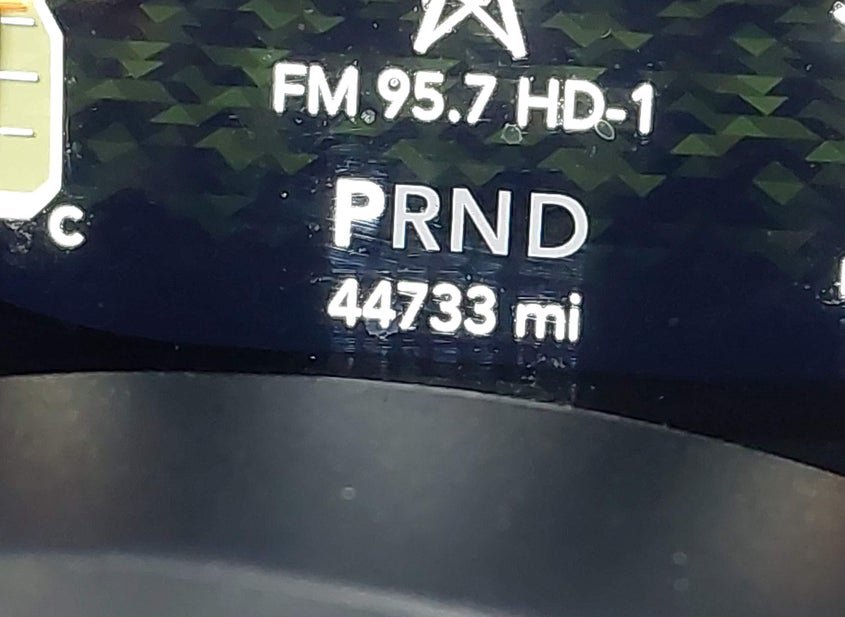 FM 95.7 HD-1
PRND
C
44733 mi